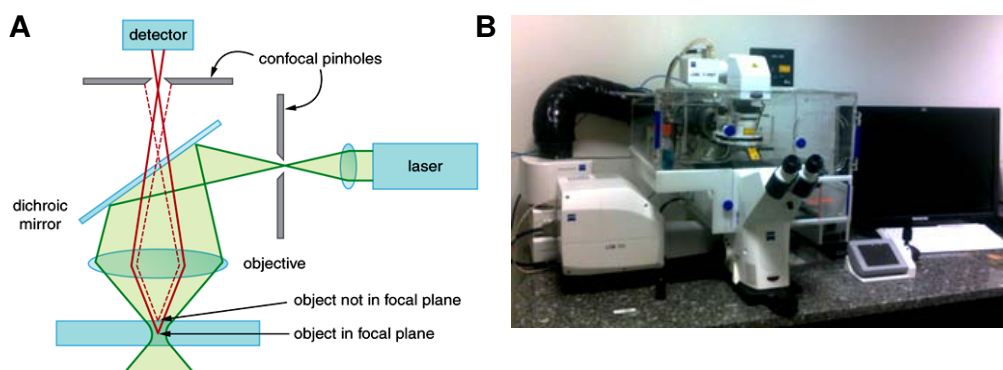 A
detector
confocal pinholes
laser
dichroic
mirror
objective
object not in focal plane
object in focal plane
B